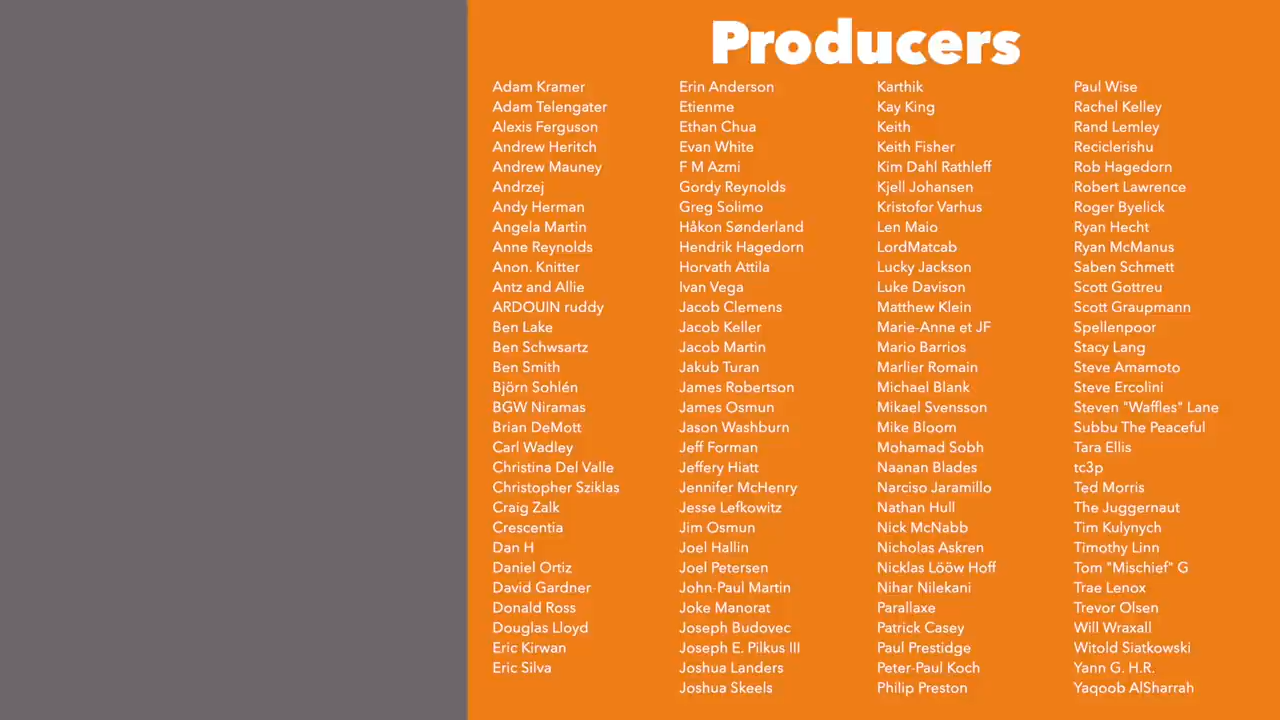 Producers
Adam Kramer
Adam Telengater
Alexis Ferguson
Andrew Heritch
Andrew Mauney
Andrzej
Andy Herman
Angela Martin
Anne Reynolds
Anon. Knitter
Antz and Allie
ARDOUIN ruddy
Ben Lake
Ben Schwsartz
Ben Smith
Björn Sohlén
BGW Niramas
Brian DeMott
Carl Wadley
Christina Del Valle
Christopher Sziklas
Craig Zalk
Crescentia
Dan H
Daniel Ortiz
David Gardner
Donald Ross
Douglas Lloyd
Eric Kirwan
Eric Silva
Erin Anderson
Etienme
Ethan Chua
Evan White
F M Azmi
Gordy Reynolds
Greg Solimo
Håkon Sønderland
Hendrik Hagedorn
Horvath Attila
Ivan Vega
Jacob Clemens
Jacob Keller
Jacob Martin
Jakub Turan
James Robertson
James Osmun
Jason Washburn
Jeff Forman
Jeffery Hiatt
Jennifer McHenry
Jesse Lefkowitz
Jim Osmun
Joel Hallin
Joel Petersen
John-Paul Martin
Joke Manorat
Joseph Budovec
Joseph E. Pilkus III
Joshua Landers
Joshua Skeels
Karthik
Kay King
Keith
Keith Fisher
Kim Dahl Rathleff
Kjell Johansen
Kristofor Varhus
Len Maio
LordMatcab
Lucky Jackson
Luke Davison
Matthew Klein
Marie-Anne et JF
Mario Barrios
Marlier Romain
Michael Blank
Mikael Svensson
Mike Bloom
Mohamad Sobh
Naanan Blades
Narciso Jaramillo
Nathan Hull
Nick McNabb
Nicholas Askren
Nicklas Lööw Hoff
Nihar Nilekani
Parallaxe
Patrick Casey
Paul Prestidge
Peter-Paul Koch
Philip Preston
Paul Wise
Rachel Kelley
Rand Lemley
Reciclerishu
Rob Hagedorn
Robert Lawrence
Roger Byelick
Ryan Hecht
Ryan McManus
Saben Schmett
Scott Gottreu
Scott Graupmann
Spellenpoor
Stacy Lang
Steve Amamoto
Steve Ercolini
Steven "Waffles" Lane
Subbu The Peaceful
Tara Ellis
tc3p
Ted Morris
The Juggernaut
Tim Kulynych
Timothy Linn
Tom "Mischief" G
Trae Lenox
Trevor Olsen
Will Wraxall
Witold Siatkowski
Yann G. H.R.
Yaqoob AlSharrah